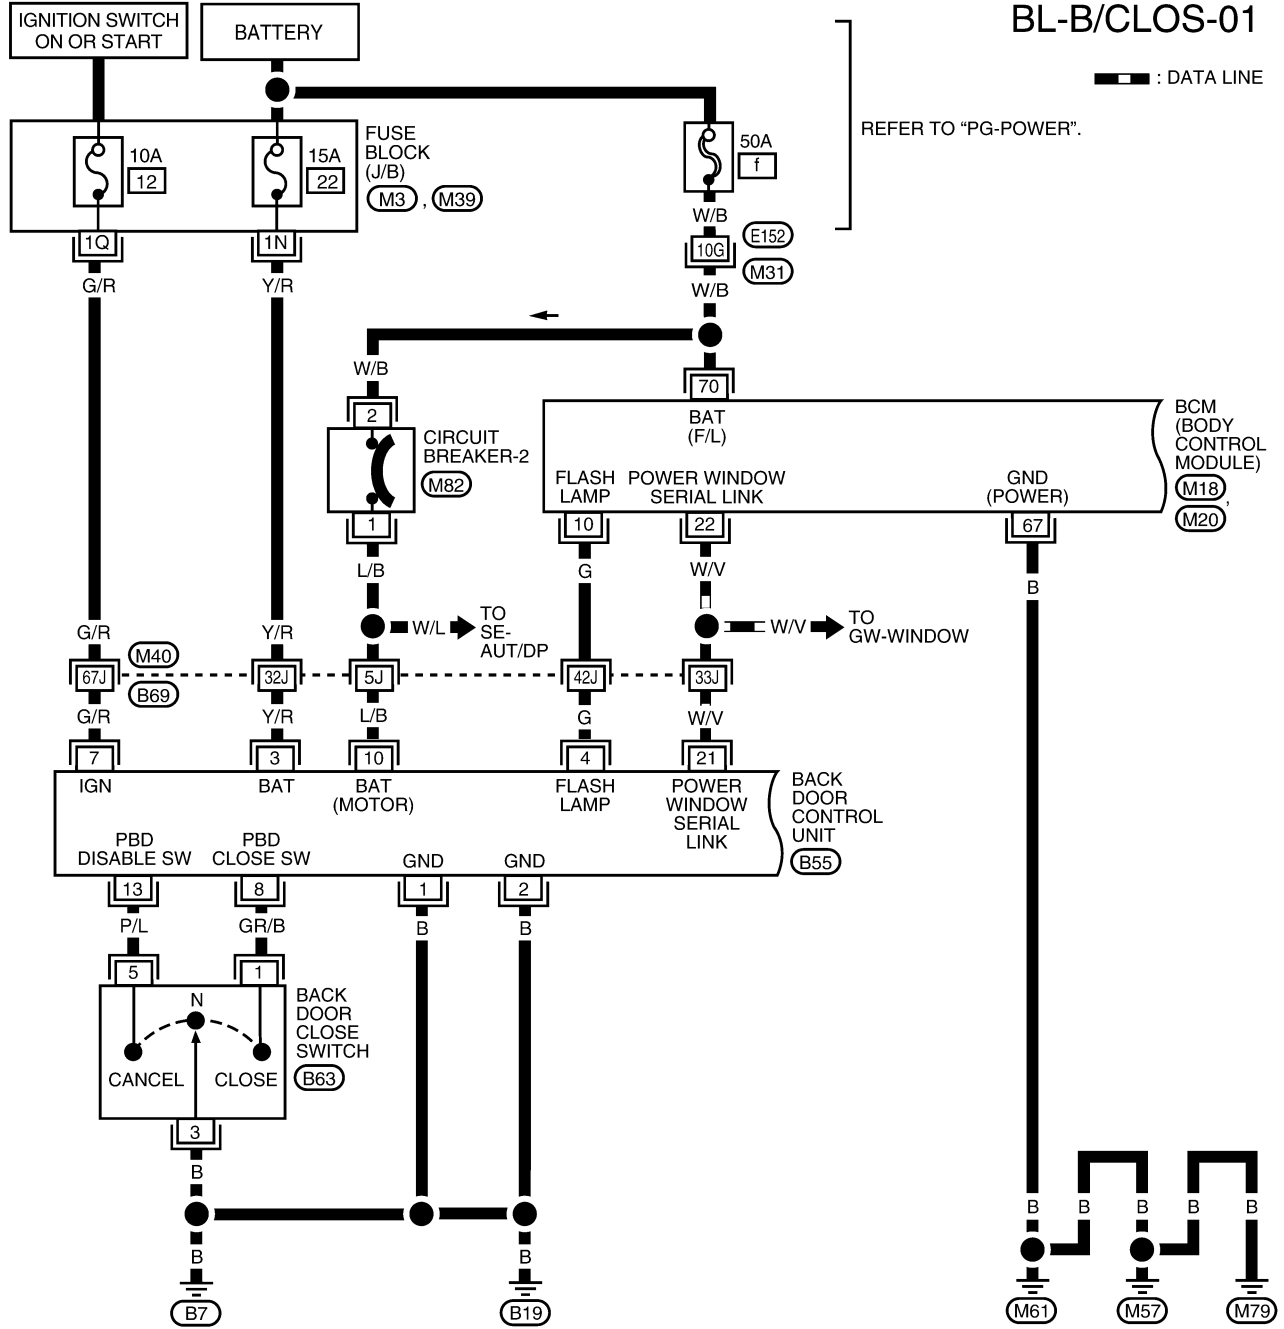 BL-B/CLOS-01
IGNITION SWITCH
ON OR START
BATTERY
: DATA LINE
REFER TO “PG-POWER”.
10A
12
15A
22
FUSE
BLOCK
(J/B)
M3 , M39
50A
f
W/B
1Q
1N
10G
E152
M31
G/R
Y/R
W/B
W/B
2
70
BAT
(F/L)
BCM
(BODY
CONTROL
MODULE)
M18 ,
M20
CIRCUIT
BREAKER-2
M82
FLASH
LAMP
POWER WINDOW
SERIAL LINK
GND
(POWER)
1
10
22
67
L/B
G
W/V
B
G/R
Y/R
W/L
TO
SE-
AUT/DP
W/V
TO
GW-WINDOW
M40
67J
32J
5J
42J
33J
B69
G/R
Y/R
L/B
G
W/V
7
3
10
4
21
IGN
BAT
BAT
(MOTOR)
FLASH
LAMP
POWER
WINDOW
SERIAL
LINK
BACK
DOOR
CONTROL
UNIT
B55
PBD
DISABLE SW
PBD
CLOSE SW
GND
GND
13
8
1
2
P/L
GR/B
B
B
5
1
N
CANCEL
CLOSE
BACK
DOOR
CLOSE
SWITCH
B63
3
B
B
B
B
B
B
B
B
B7
B19
M61
M57
M79